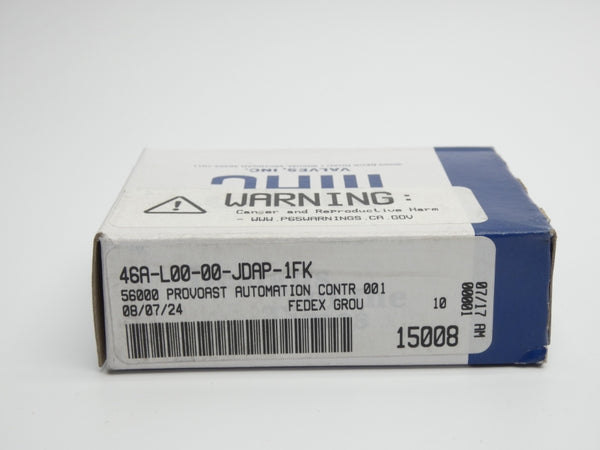 VALVES, INC.
mac
WARNING:
Cancer and Reproductive Harm
- WWW.P65WARNINGS.CA.GOV
46A-L00-00-JDAP-1FK
56000 PROVOAST AUTOMATION CONTR 001
08/07/24 FEDEX GROU 10
15008
07/17 AM
000001